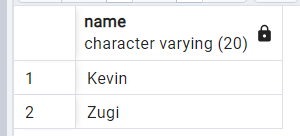 name
character varying (20)
1 Kevin
2 Zugi